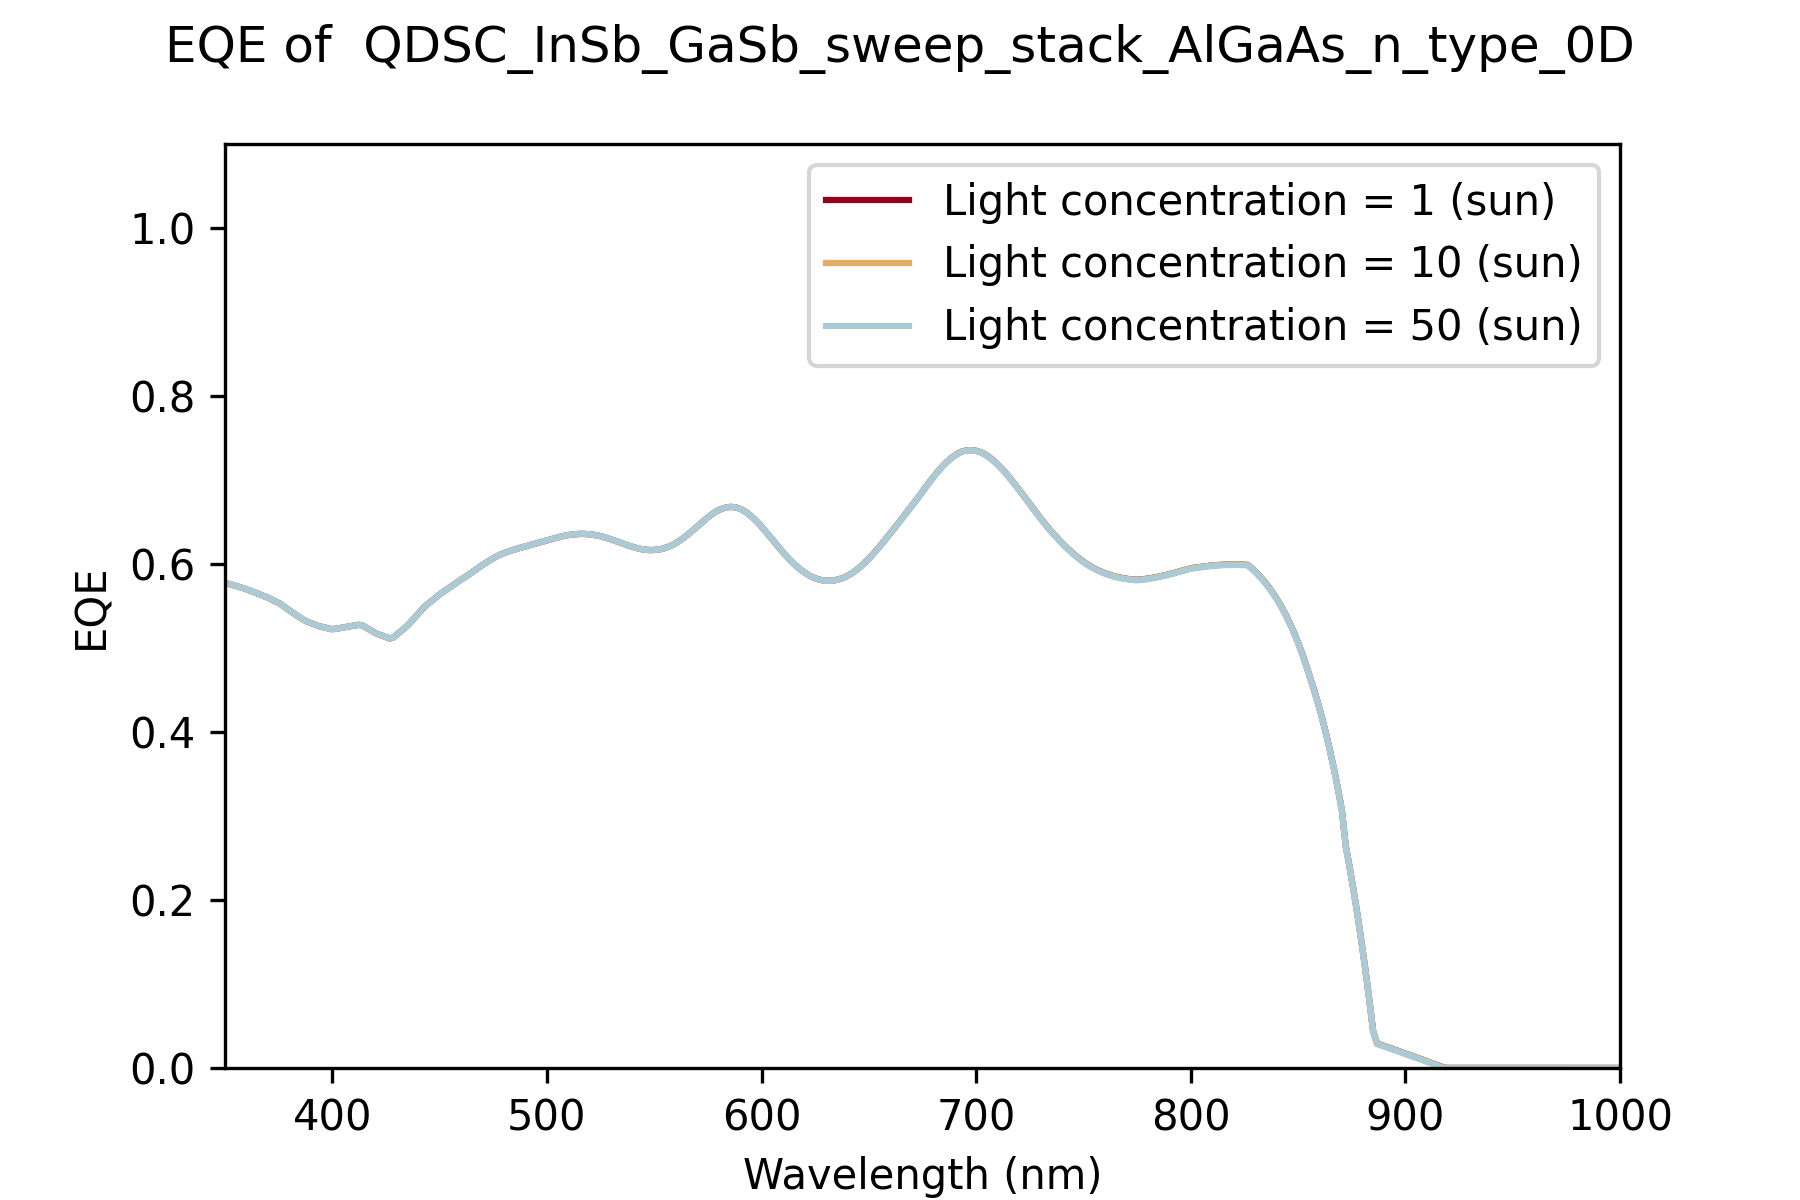 EQE of  QDSC_InSb_GaSb_sweep_stack_AlGaAs_n_type_0D
Light concentration = 1 (sun)
Light concentration = 10 (sun)
Light concentration = 50 (sun)
1.0
0.8
0.6
0.4
0.2
0.0
EQE
400 500 600 700 800 900 1000
Wavelength (nm)